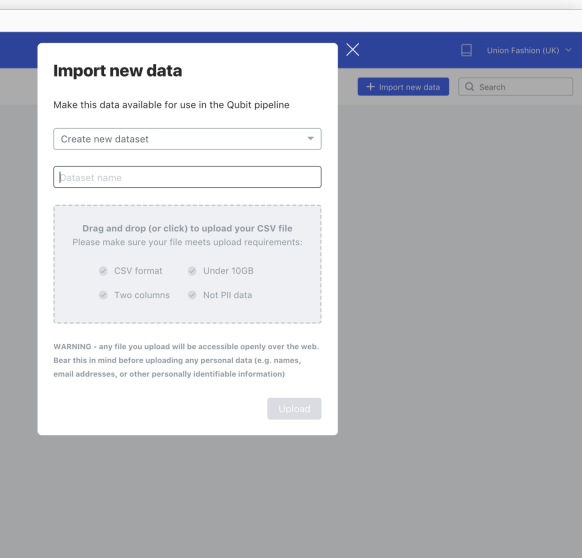 Union Fashion (UK)
Import new data
Search
Import new data
Make this data available for use in the Qubit pipeline
Create new dataset
Dataset name
Drag and drop (or click) to upload your CSV file
Please make sure your file meets upload requirements:
CSV format
Under 10GB
Two columns
Not PII data
WARNING - any file you upload will be accessible openly over the web.
Bear this in mind before uploading any personal data (e.g. names,
email addresses, or other personally identifiable information)
Upload